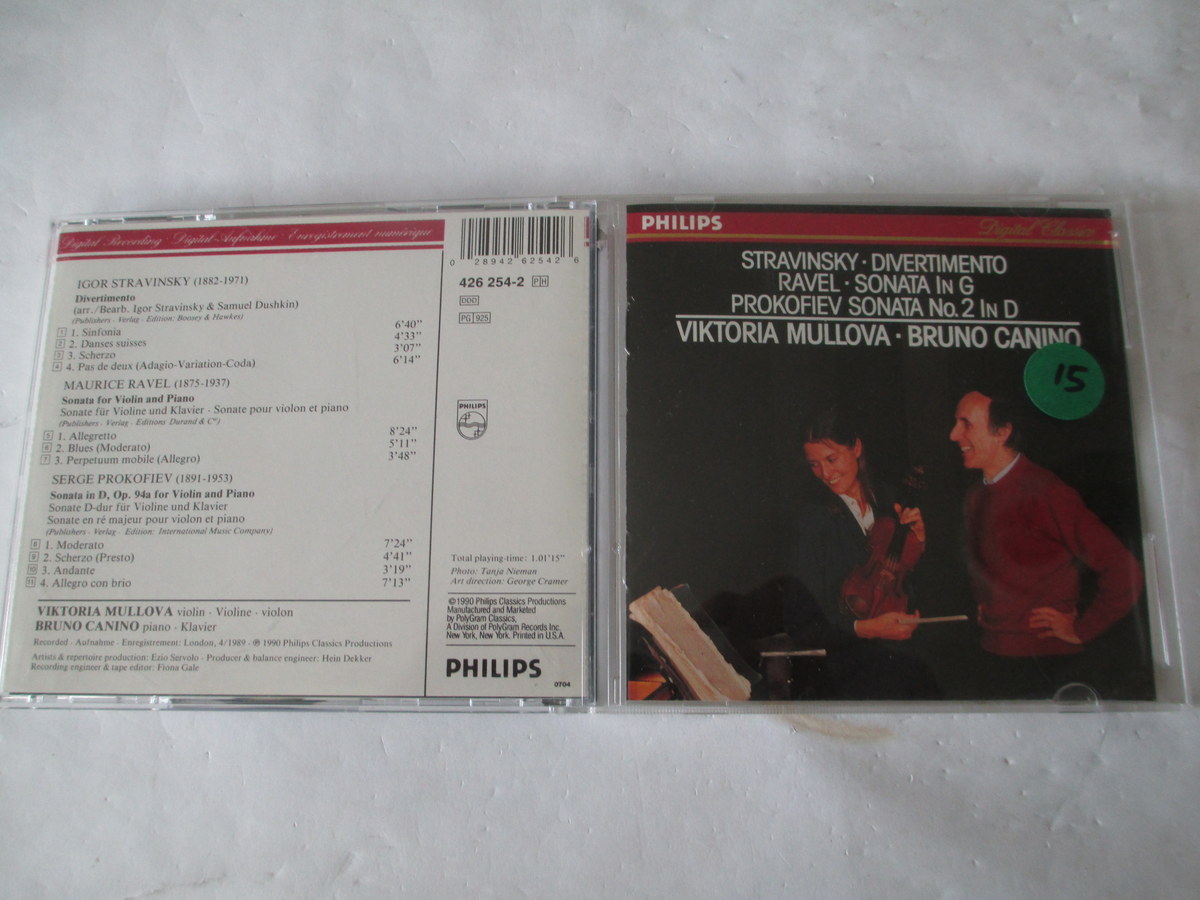 Digital Recording · Digital-Aufnahme · Enregistrement numérique
IGOR STRAVINSKY (1882-1971)
Divertimento
(arr./Bearb. Igor Stravinsky & Samuel Dushkin)
(Publishers · Verlag · Edition: Boosey & Hawkes)
1 1. Sinfonia 6'40"
2 2. Danses suisses 4'33"
3 3. Scherzo 3'07"
4 4. Pas de deux (Adagio-Variation-Coda) 6'14"
MAURICE RAVEL (1875-1937)
Sonata for Violin and Piano
Sonate für Violine und Klavier · Sonate pour violon et piano
(Publishers · Verlag · Editions Durand & Cie)
5 1. Allegretto 8'24"
6 2. Blues (Moderato) 5'11"
7 3. Perpetuum mobile (Allegro) 3'48"
SERGE PROKOFIEV (1891-1953)
Sonata in D, Op. 94a for Violin and Piano
Sonate D-dur für Violine und Klavier
Sonate en ré majeur pour violon et piano
(Publishers · Verlag · Edition: International Music Company)
8 1. Moderato 7'24"
9 2. Scherzo (Presto) 4'41"
10 3. Andante 3'19"
11 4. Allegro con brio 7'13"
VIKTORIA MULLOVA violin · Violine · violon
BRUNO CANINO piano · Klavier
Recorded · Aufnahme · Enregistrement: London, 4/1989 · ℗ 1990 Philips Classics Productions
Artists & repertoire production: Ezio Servolo · Producer & balance engineer: Hein Dekker
Recording engineer & tape editor: Fiona Gale
0 28942 62542 6
426 254-2 PH
DDD
PG 925
PHILIPS
Total playing-time: 1.01'15"
Photo: Tanja Nieman
Art direction: George Cramer
©1990 Philips Classics Productions
Manufactured and Marketed
by PolyGram Classics,
A Division of PolyGram Records Inc.
New York, New York. Printed in U.S.A.
PHILIPS
0704
PHILIPS
Digital Classics
STRAVINSKY · DIVERTIMENTO
RAVEL · SONATA IN G
PROKOFIEV SONATA No. 2 IN D
VIKTORIA MULLOVA · BRUNO CANINO
15